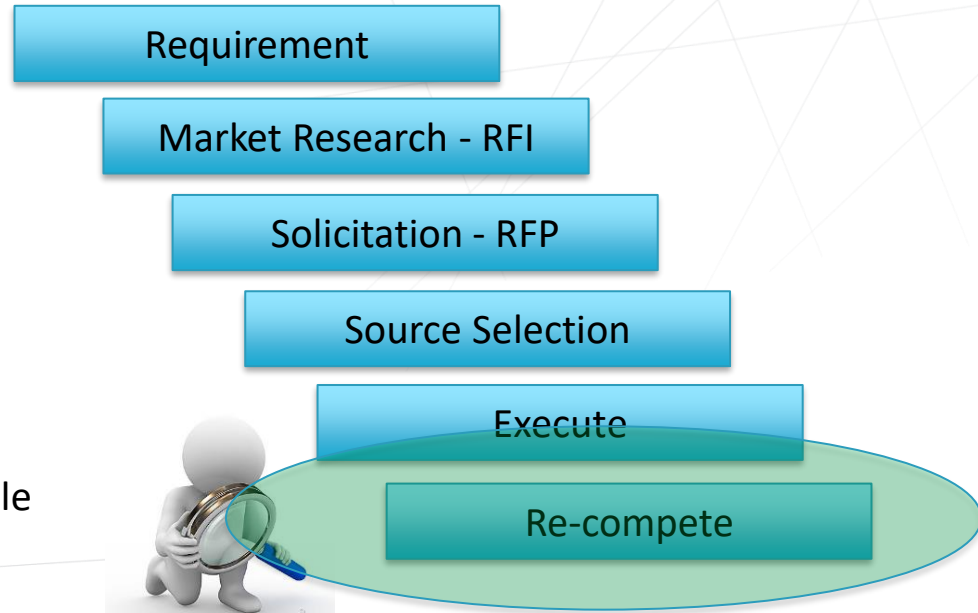 Requirement
Market Research - RFI
Solicitation - RFP
Source Selection
Execute
le
Re-compete